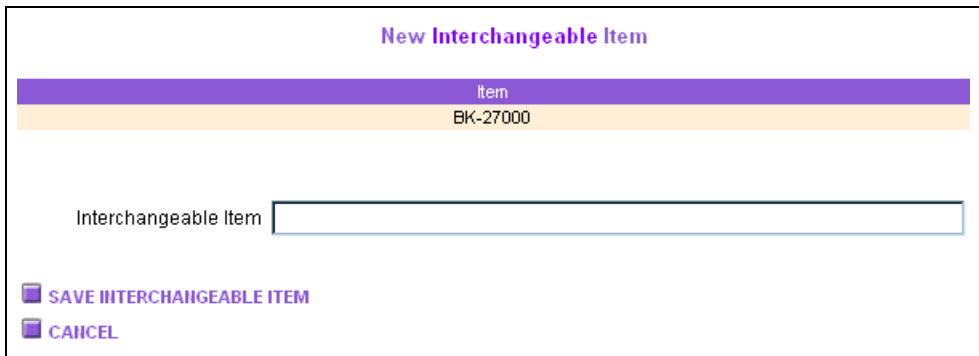 New Interchangeable Item
Item
BK-27000
Interchangeable Item
SAVE INTERCHANGEABLE ITEM
CANCEL